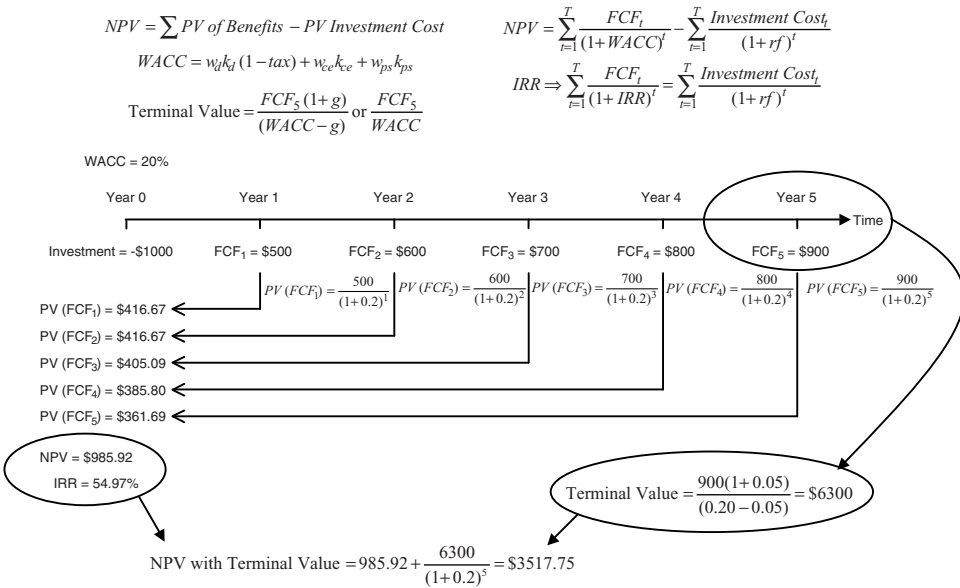 NPV = ∑ PV of Benefits − PV Investment Cost
WACC = w_d k_d (1 − tax) + w_ce k_ce + w_ps k_ps
Terminal Value = FCF_5 (1 + g) / (WACC − g) or FCF_5 / WACC
NPV = ∑_{t=1}^{T} FCF_t / (1 + WACC)^t − ∑_{t=1}^{T} Investment Cost_t / (1 + rf)^t
IRR ⇒ ∑_{t=1}^{T} FCF_t / (1 + IRR)^t = ∑_{t=1}^{T} Investment Cost_t / (1 + rf)^t
WACC = 20%
Year 0 Year 1 Year 2 Year 3 Year 4 Year 5
Time
Investment = -$1000 FCF_1 = $500 FCF_2 = $600 FCF_3 = $700 FCF_4 = $800 FCF_5 = $900
PV (FCF_1) = 500 / (1 + 0.2)^1 PV (FCF_2) = 600 / (1 + 0.2)^2 PV (FCF_3) = 700 / (1 + 0.2)^3 PV (FCF_4) = 800 / (1 + 0.2)^4 PV (FCF_5) = 900 / (1 + 0.2)^5
PV (FCF_1) = $416.67
PV (FCF_2) = $416.67
PV (FCF_3) = $405.09
PV (FCF_4) = $385.80
PV (FCF_5) = $361.69
NPV = $985.92
IRR = 54.97%
Terminal Value = 900(1 + 0.05) / (0.20 − 0.05) = $6300
NPV with Terminal Value = 985.92 + 6300 / (1 + 0.2)^5 = $3517.75